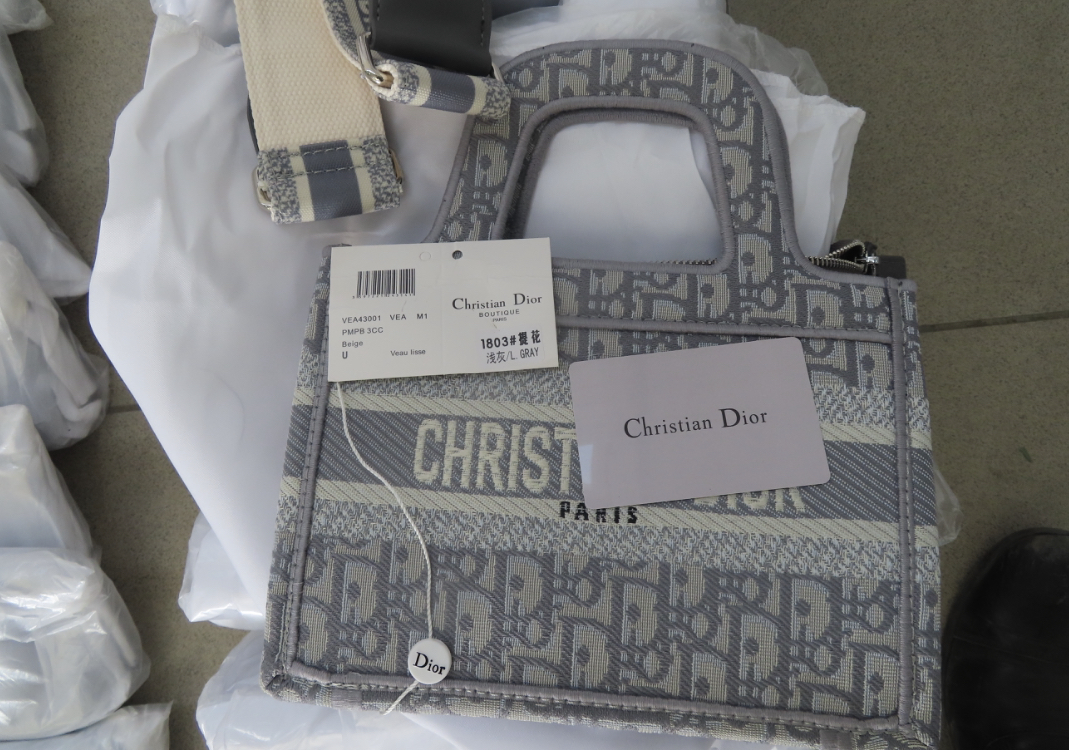 Christian Dior
BOUTIQUE
PARIS
VEA43001 VEA M1
PMPB 3CC
Beige
U Veau lisse
1803#提花
浅灰/L. GRAY
Christian Dior
CHRIST
PARIS
Dior